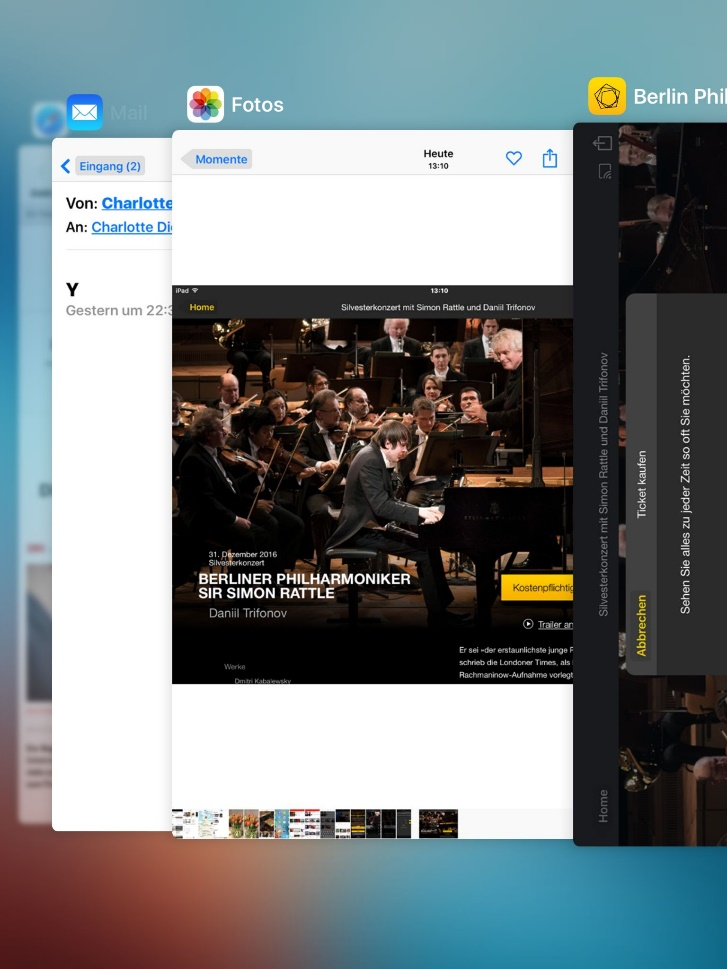 Mail
Fotos
Berlin Phil
Eingang (2)
Von: Charlotte
An: Charlotte Di
Y
Gestern um 22:3
Momente
Heute
13:10
iPad
13:10
Home
Silvesterkonzert mit Simon Rattle und Daniil Trifonov
31. Dezember 2016
Silvesterkonzert
BERLINER PHILHARMONIKER
SIR SIMON RATTLE
Daniil Trifonov
Kostenpflichtig
Trailer an
Er sei »der erstaunlichste junge P
schrieb die Londoner Times, als
Rachmaninow-Aufnahme vorlegt
Werke
Dmitri Kabalewsky
STEINWAY & SONS
Home
Silvesterkonzert mit Simon Rattle und Daniil Trifonov
Abbrechen
Ticket kaufen
Sehen Sie alles zu jeder Zeit so oft Sie möchten.